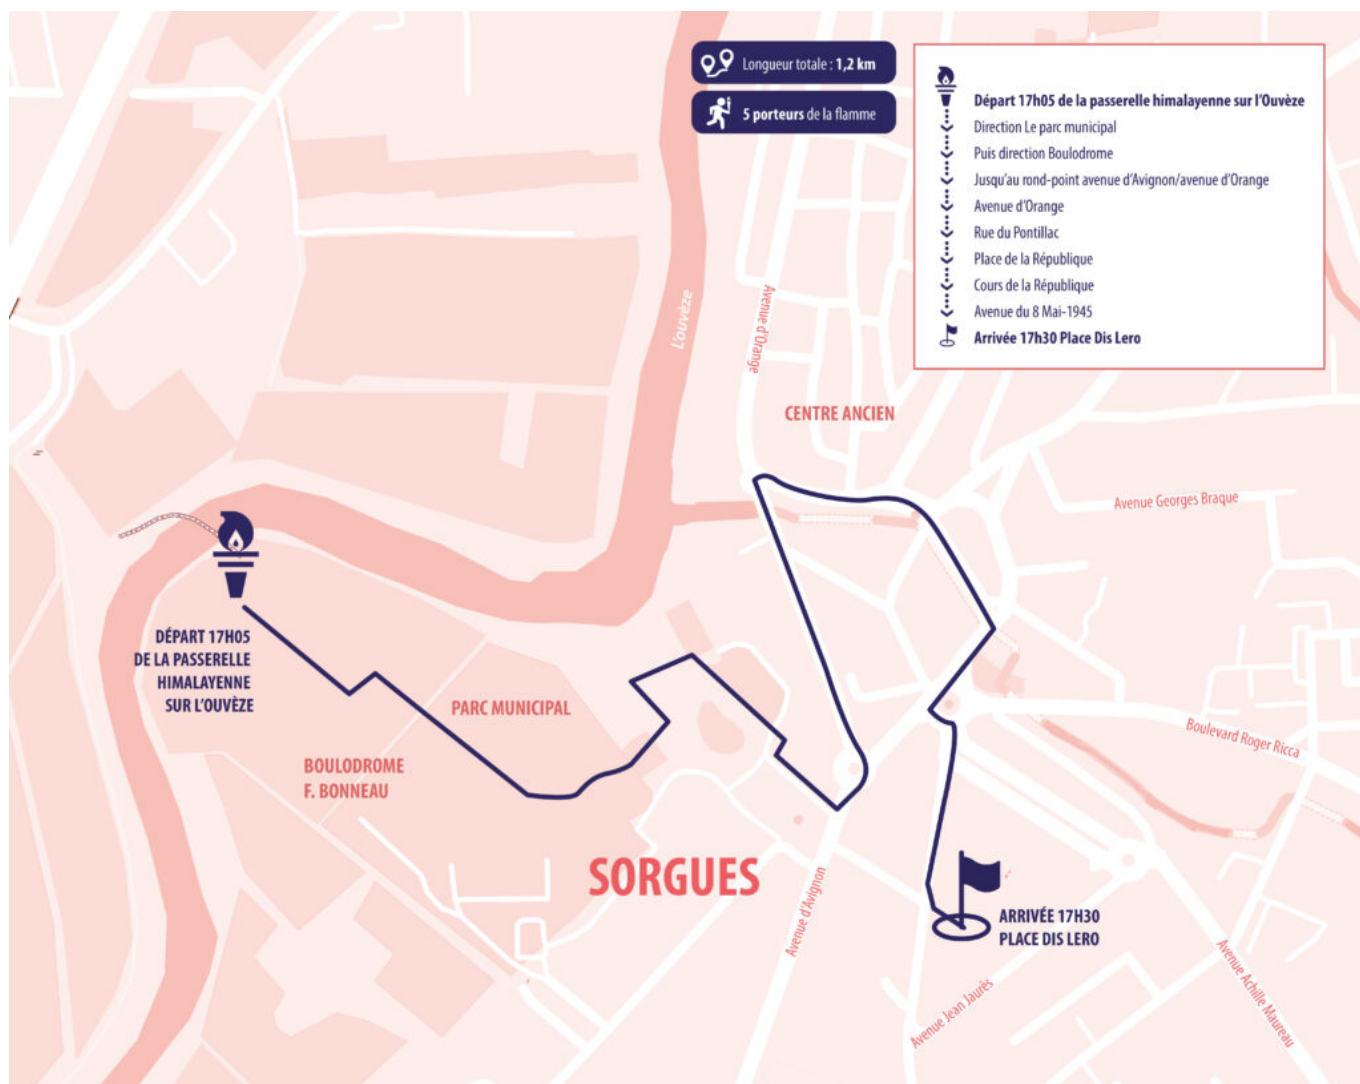 Longueur totale : 1,2 km
5 porteurs de la flamme
Départ 17h05 de la passerelle himalayenne sur l'Ouvèze
Direction Le parc municipal
Puis direction Boulodrome
Jusqu'au rond-point avenue d'Avignon/avenue d'Orange
Avenue d'Orange
Rue du Pontillac
Place de la République
Cours de la République
Avenue du 8 Mai-1945
Arrivée 17h30 Place Dis Lero
L'ouvèze
Avenue d'Orange
CENTRE ANCIEN
Avenue Georges Braque
DÉPART 17H05
DE LA PASSERELLE
HIMALAYENNE
SUR L'OUVÈZE
PARC MUNICIPAL
BOULODROME
F. BONNEAU
Boulevard Roger Ricca
SORGUES
Avenue d'Avignon
ARRIVÉE 17H30
PLACE DIS LERO
Avenue Jean Jaurès
Avenue Achille Maureau